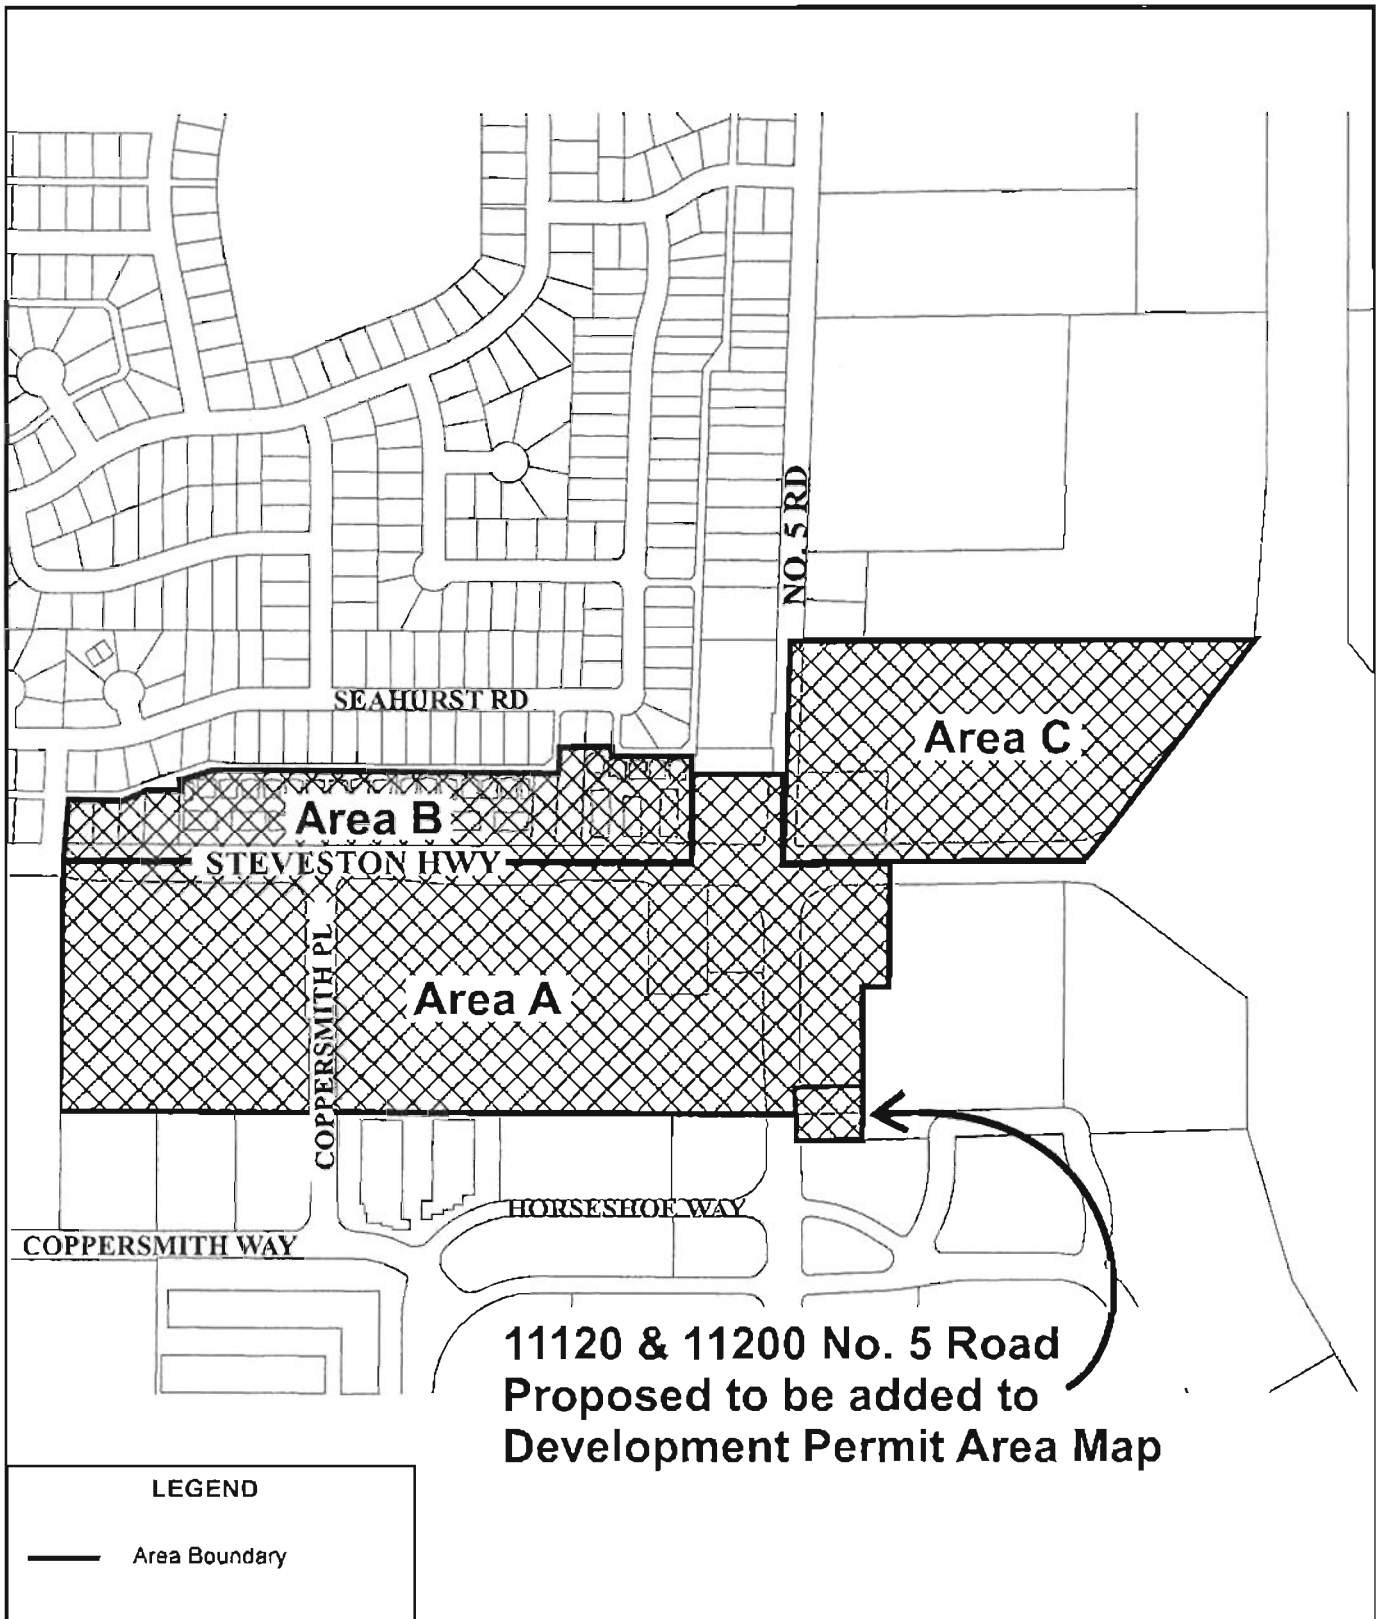 NO. 5 RD
SEAHURST RD
Area C
Area B
STEVESTON HWY
COPPERSMITH PL
Area A
HORSESHOE WAY
COPPERSMITH WAY
11120 & 11200 No. 5 Road
Proposed to be added to
Development Permit Area Map
LEGEND
Area Boundary